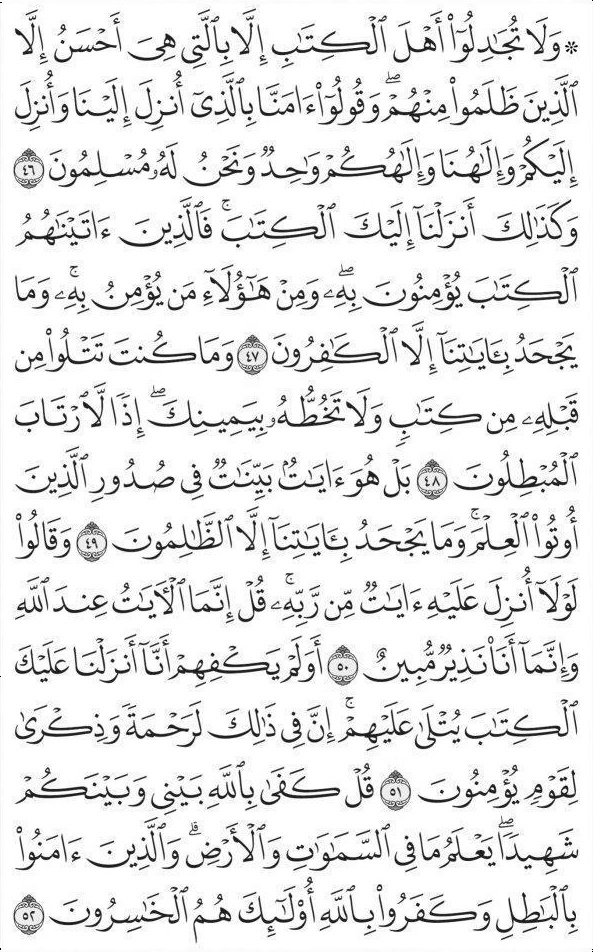 ۞ وَلَا تُجَٰدِلُوٓا۟ أَهْلَ ٱلْكِتَٰبِ إِلَّا بِٱلَّتِى هِىَ أَحْسَنُ إِلَّا
ٱلَّذِينَ ظَلَمُوا۟ مِنْهُمْ ۖ وَقُولُوٓا۟ ءَامَنَّا بِٱلَّذِىٓ أُنزِلَ إِلَيْنَا وَأُنزِلَ
إِلَيْكُمْ وَإِلَٰهُنَا وَإِلَٰهُكُمْ وَٰحِدٌ وَنَحْنُ لَهُۥ مُسْلِمُونَ ٤٦
وَكَذَٰلِكَ أَنزَلْنَآ إِلَيْكَ ٱلْكِتَٰبَ ۚ فَٱلَّذِينَ ءَاتَيْنَٰهُمُ
ٱلْكِتَٰبَ يُؤْمِنُونَ بِهِۦ ۖ وَمِنْ هَٰٓؤُلَآءِ مَن يُؤْمِنُ بِهِۦ ۚ وَمَا
يَجْحَدُ بِـَٔايَٰتِنَآ إِلَّا ٱلْكَٰفِرُونَ ٤٧ وَمَا كُنتَ تَتْلُوا۟ مِن
قَبْلِهِۦ مِن كِتَٰبٍ وَلَا تَخُطُّهُۥ بِيَمِينِكَ ۖ إِذًا لَّٱرْتَابَ
ٱلْمُبْطِلُونَ ٤٨ بَلْ هُوَ ءَايَٰتٌۢ بَيِّنَٰتٌ فِى صُدُورِ ٱلَّذِينَ
أُوتُوا۟ ٱلْعِلْمَ ۚ وَمَا يَجْحَدُ بِـَٔايَٰتِنَآ إِلَّا ٱلظَّٰلِمُونَ ٤٩ وَقَالُوا۟
لَوْلَآ أُنزِلَ عَلَيْهِ ءَايَٰتٌ مِّن رَّبِّهِۦ ۖ قُلْ إِنَّمَا ٱلْءَايَٰتُ عِندَ ٱللَّهِ
وَإِنَّمَآ أَنَا۠ نَذِيرٌ مُّبِينٌ ٥٠ أَوَلَمْ يَكْفِهِمْ أَنَّآ أَنزَلْنَا عَلَيْكَ
ٱلْكِتَٰبَ يُتْلَىٰ عَلَيْهِمْ ۚ إِنَّ فِى ذَٰلِكَ لَرَحْمَةً وَذِكْرَىٰ
لِقَوْمٍ يُؤْمِنُونَ ٥١ قُلْ كَفَىٰ بِٱللَّهِ بَيْنِى وَبَيْنَكُمْ
شَهِيدًا ۖ يَعْلَمُ مَا فِى ٱلسَّمَٰوَٰتِ وَٱلْأَرْضِ ۗ وَٱلَّذِينَ ءَامَنُوا۟
بِٱلْبَٰطِلِ وَكَفَرُوا۟ بِٱللَّهِ أُو۟لَٰٓئِكَ هُمُ ٱلْخَٰسِرُونَ ٥٢